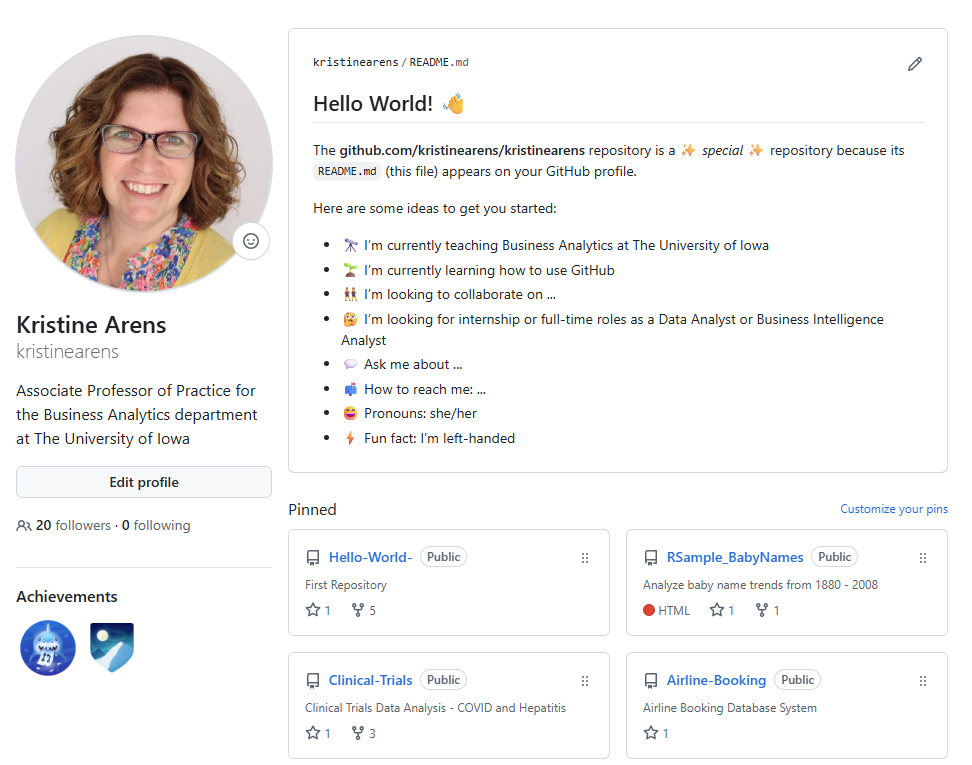 Kristine Arens
kristinearens
Associate Professor of Practice for
the Business Analytics department
at The University of Iowa
Edit profile
20 followers · 0 following
Achievements
kristinearens/README.md
Hello World! 👋
The github.com/kristinearens/kristinearens repository is a ✨ special ✨ repository because its
README.md (this file) appears on your GitHub profile.
Here are some ideas to get you started:
• 🔭 I'm currently teaching Business Analytics at The University of Iowa
• 🌱 I'm currently learning how to use GitHub
• 👯 I'm looking to collaborate on ...
• 🤔 I'm looking for internship or full-time roles as a Data Analyst or Business Intelligence
Analyst
• 💬 Ask me about ...
• 📫 How to reach me: ...
• 😄 Pronouns: she/her
• ⚡ Fun fact: I'm left-handed
Pinned
Customize your pins
Hello-World- Public
First Repository
1 5
RSample_BabyNames Public
Analyze baby name trends from 1880 - 2008
HTML 1 1
Clinical-Trials Public
Clinical Trials Data Analysis - COVID and Hepatitis
1 3
Airline-Booking Public
Airline Booking Database System
1